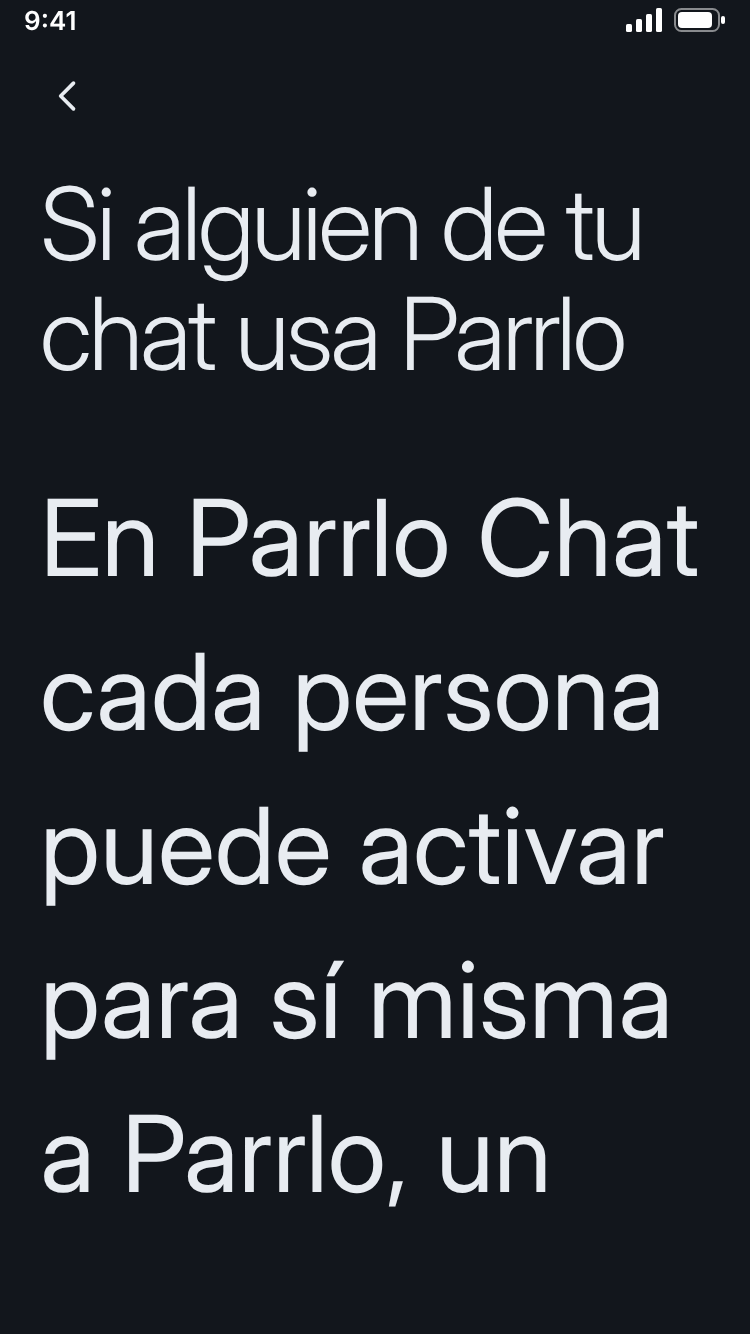 9:41
Si alguien de tu
chat usa Parrlo
En Parrlo Chat
cada persona
puede activar
para sí misma
a Parrlo, un